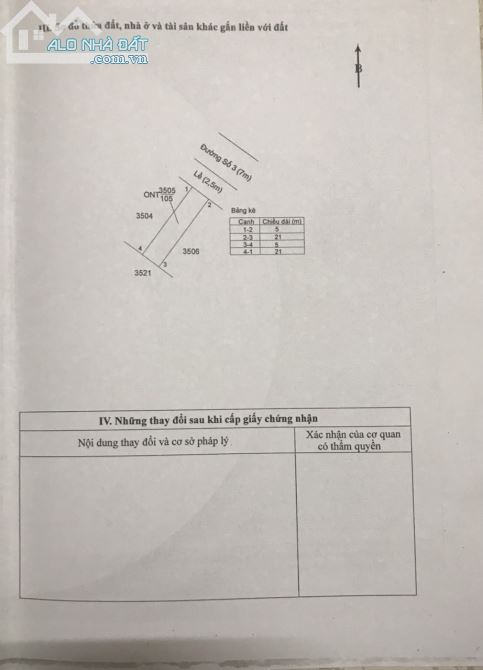 đồ thửa đất, nhà ở và tài sản khác gắn liền với đất
ALO NHÀ ĐẤT
.com.vn
B
Đường Số 3 (7m)
Lề (2,5m)
ONT 3505
105
1
2
3504
3506
4
3
3521
Bảng kê
Cạnh Chiều dài (m)
1-2 5
2-3 21
3-4 5
4-1 21
IV. Những thay đổi sau khi cấp giấy chứng nhận
Nội dung thay đổi và cơ sở pháp lý
Xác nhận của cơ quan
có thẩm quyền